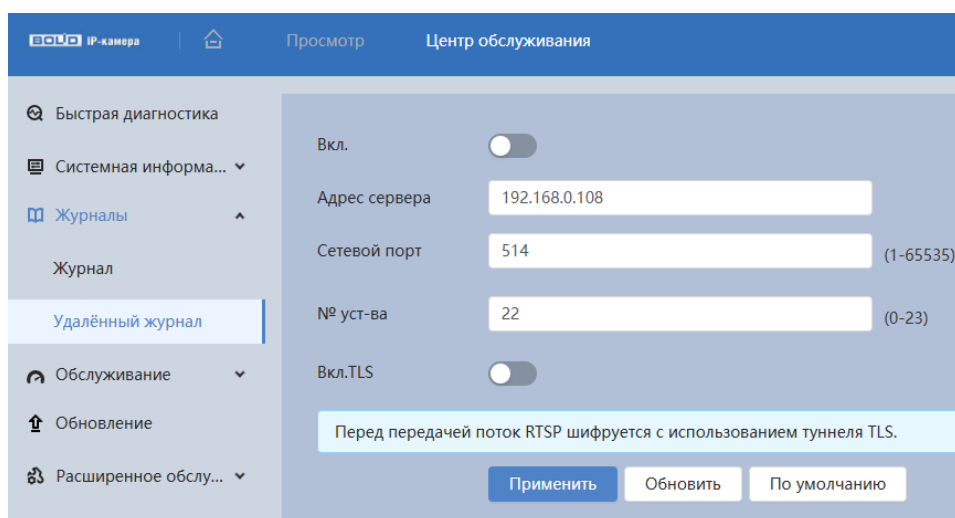 BOLID IP-камера Просмотр Центр обслуживания
Быстрая диагностика
Системная информа...
Журналы
Журнал
Удалённый журнал
Обслуживание
Обновление
Расширенное обслу...
Вкл.
Адрес сервера 192.168.0.108
Сетевой порт 514 (1-65535)
№ уст-ва 22 (0-23)
Вкл.TLS
Перед передачей поток RTSP шифруется с использованием туннеля TLS.
Применить Обновить По умолчанию